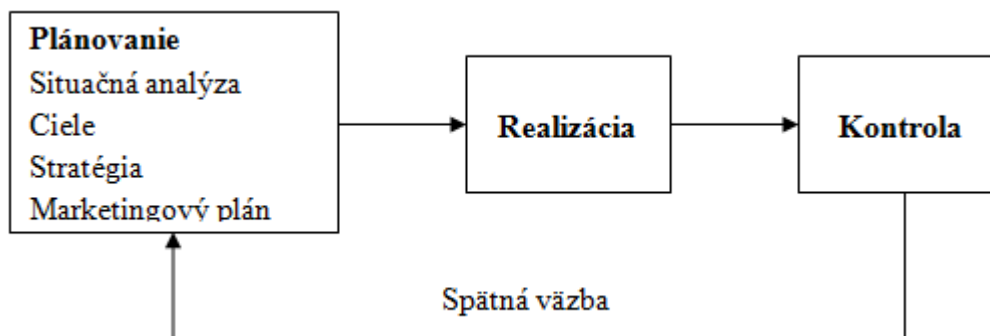 Plánovanie
Situačná analýza
Ciele
Stratégia
Marketingový plán
Realizácia
Kontrola
Spätná väzba